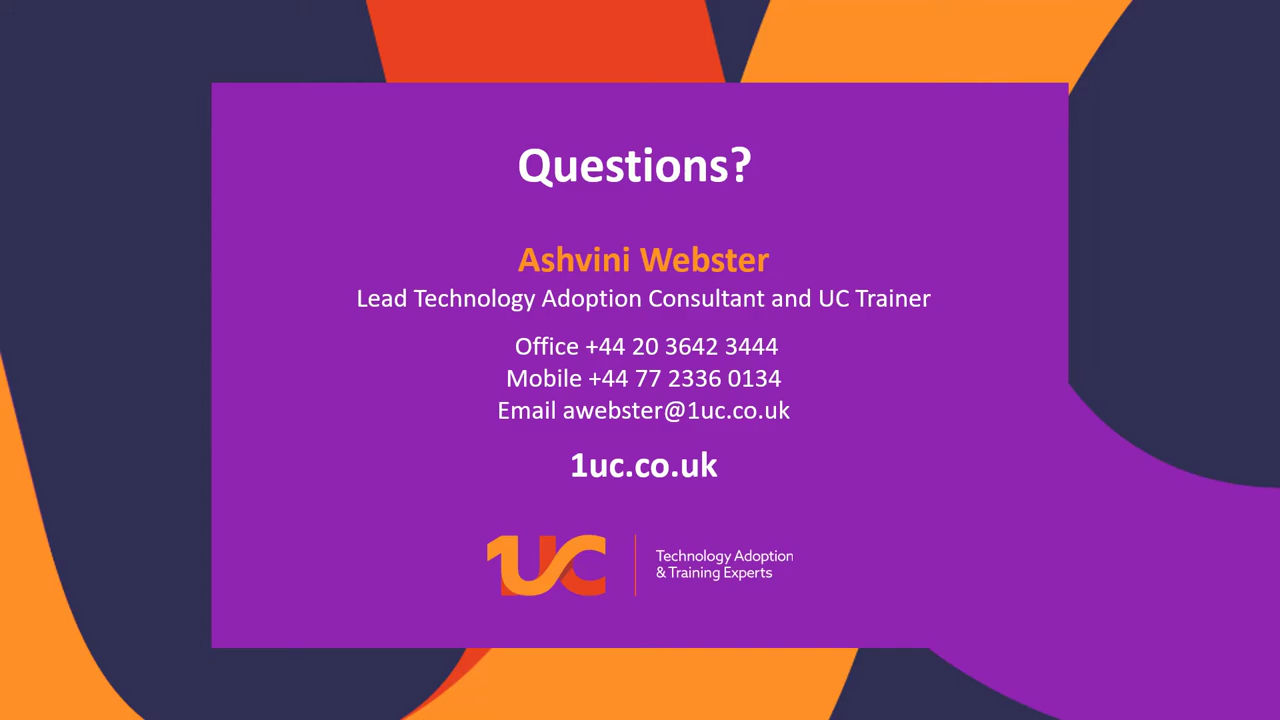 Questions?
Ashvini Webster
Lead Technology Adoption Consultant and UC Trainer
Office +44 20 3642 3444
Mobile +44 77 2336 0134
Email awebster@1uc.co.uk
1uc.co.uk
1UC
Technology Adoption
& Training Experts